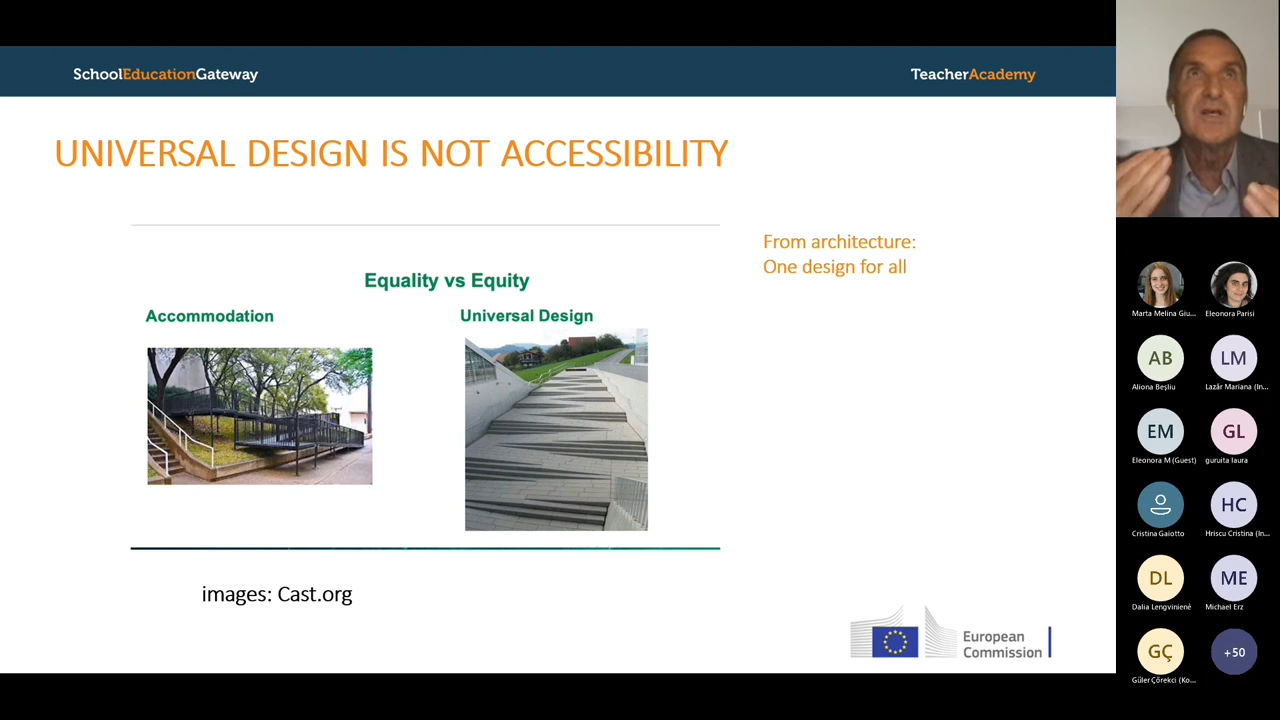 SchoolEducationGateway
TeacherAcademy
UNIVERSAL DESIGN IS NOT ACCESSIBILITY
From architecture:
One design for all
Equality vs Equity
Accommodation
Universal Design
images: Cast.org
European
Commission
Marta Melina Giu...
Eleonora Parisi
AB
LM
Aliona Beșliu
Lazăr Mariana (In...
EM
GL
Eleonora M (Guest)
guruita laura
HC
Cristina Gaiotto
Hriscu Cristina (In...
DL
ME
Dalia Lengvinienė
Michael Erz
GÇ
+50
Güler Çörekci (Ko...